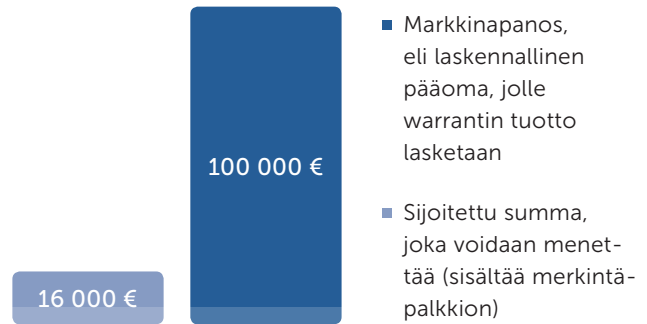 100 000 €
16 000 €
Markkinapanos,
eli laskennallinen
pääoma, jolle
warrantin tuotto
lasketaan
Sijoitettu summa,
joka voidaan menet-
tää (sisältää merkintä-
palkkion)